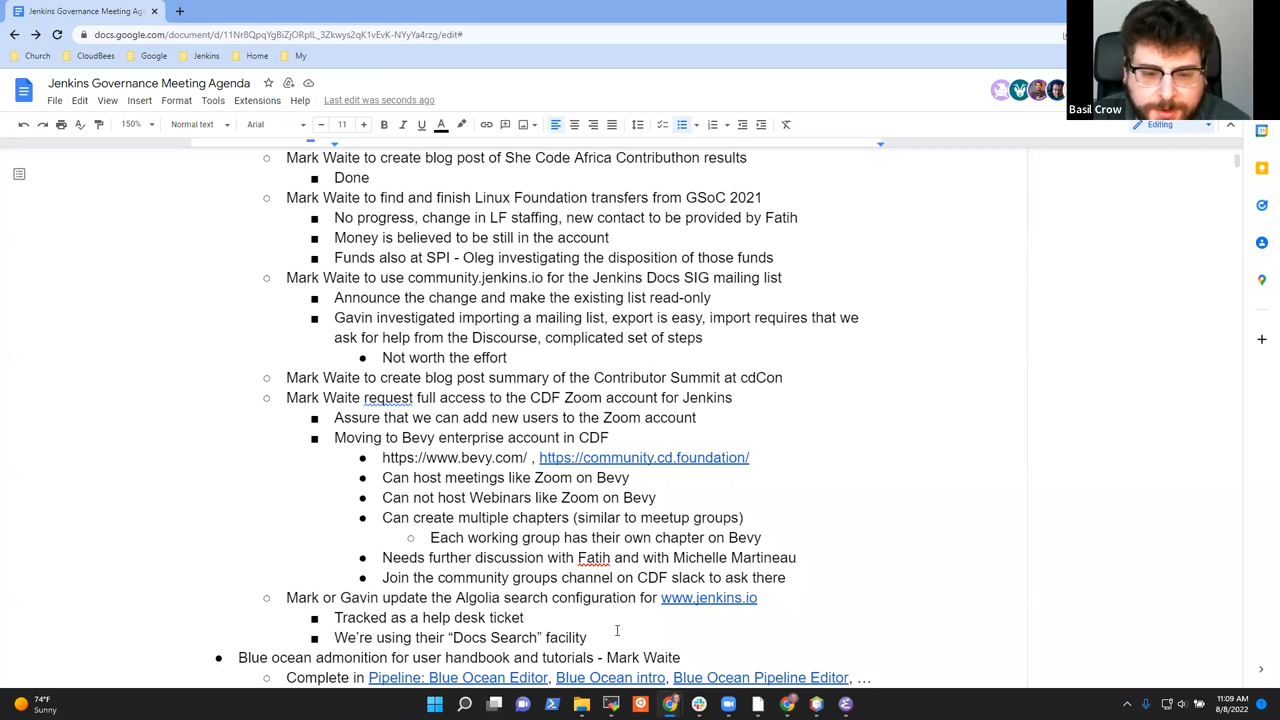 Jenkins Governance Meeting Age
docs.google.com/document/d/11Nr8QpqYgBiZjORplL_3Zkwys2qK1vEvK-NYyYa4rzg/edit#
Church CloudBees Google Jenkins Home My
Jenkins Governance Meeting Agenda
File Edit View Insert Format Tools Extensions Help Last edit was seconds ago
150% Normal text Arial 11 Editing
Basil Crow
Mark Waite to create blog post of She Code Africa Contributhon results
Done
Mark Waite to find and finish Linux Foundation transfers from GSoC 2021
No progress, change in LF staffing, new contact to be provided by Fatih
Money is believed to be still in the account
Funds also at SPI - Oleg investigating the disposition of those funds
Mark Waite to use community.jenkins.io for the Jenkins Docs SIG mailing list
Announce the change and make the existing list read-only
Gavin investigated importing a mailing list, export is easy, import requires that we
ask for help from the Discourse, complicated set of steps
Not worth the effort
Mark Waite to create blog post summary of the Contributor Summit at cdCon
Mark Waite request full access to the CDF Zoom account for Jenkins
Assure that we can add new users to the Zoom account
Moving to Bevy enterprise account in CDF
https://www.bevy.com/ , https://community.cd.foundation/
Can host meetings like Zoom on Bevy
Can not host Webinars like Zoom on Bevy
Can create multiple chapters (similar to meetup groups)
Each working group has their own chapter on Bevy
Needs further discussion with Fatih and with Michelle Martineau
Join the community groups channel on CDF slack to ask there
Mark or Gavin update the Algolia search configuration for www.jenkins.io
Tracked as a help desk ticket
We're using their “Docs Search” facility
Blue ocean admonition for user handbook and tutorials - Mark Waite
Complete in Pipeline: Blue Ocean Editor, Blue Ocean intro, Blue Ocean Pipeline Editor, …
74°F
Sunny
11:09 AM
8/8/2022